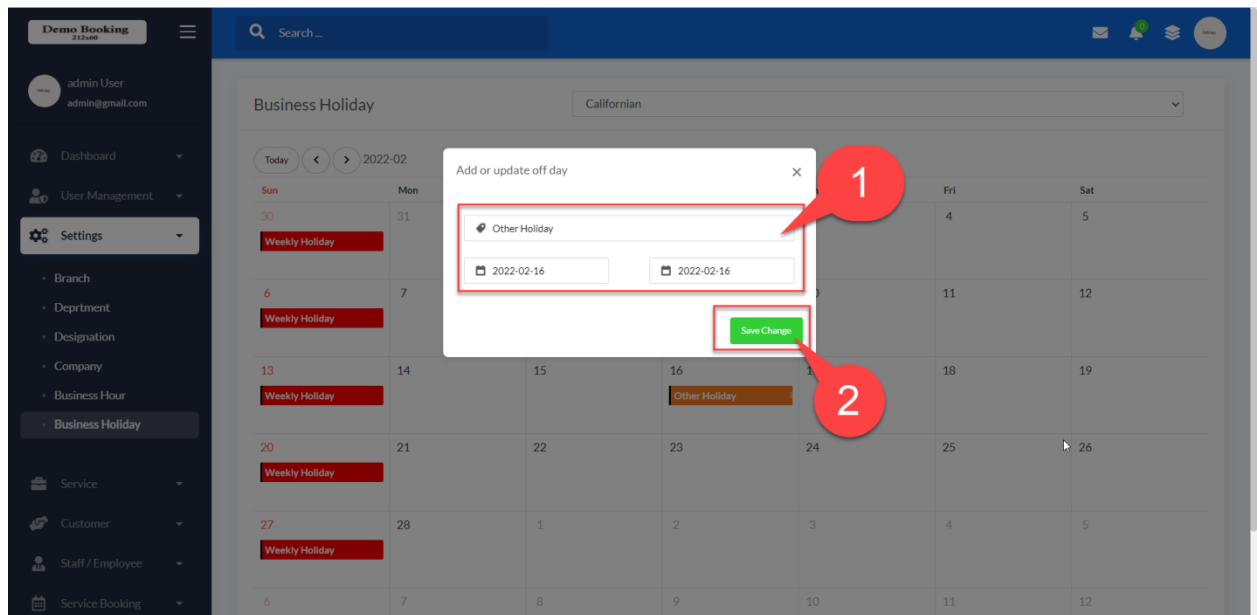 Demo Booking
212x60
Search ...
0
admin User
admin@gmail.com
Business Holiday
Californian
Dashboard
User Management
Settings
Branch
Deprtment
Designation
Company
Business Hour
Business Holiday
Service
Customer
Staff / Employee
Service Booking
Today
2022-02
Sun Mon Fri Sat
30 31 4 5
Weekly Holiday
6 7 11 12
Weekly Holiday
13 14 15 16 18 19
Weekly Holiday Other Holiday
20 21 22 23 24 25 26
Weekly Holiday
27 28 1 2 3 4 5
Weekly Holiday
6 7 8 9 10 11 12
Add or update off day ×
Other Holiday
2022-02-16 2022-02-16
Save Change
1
2